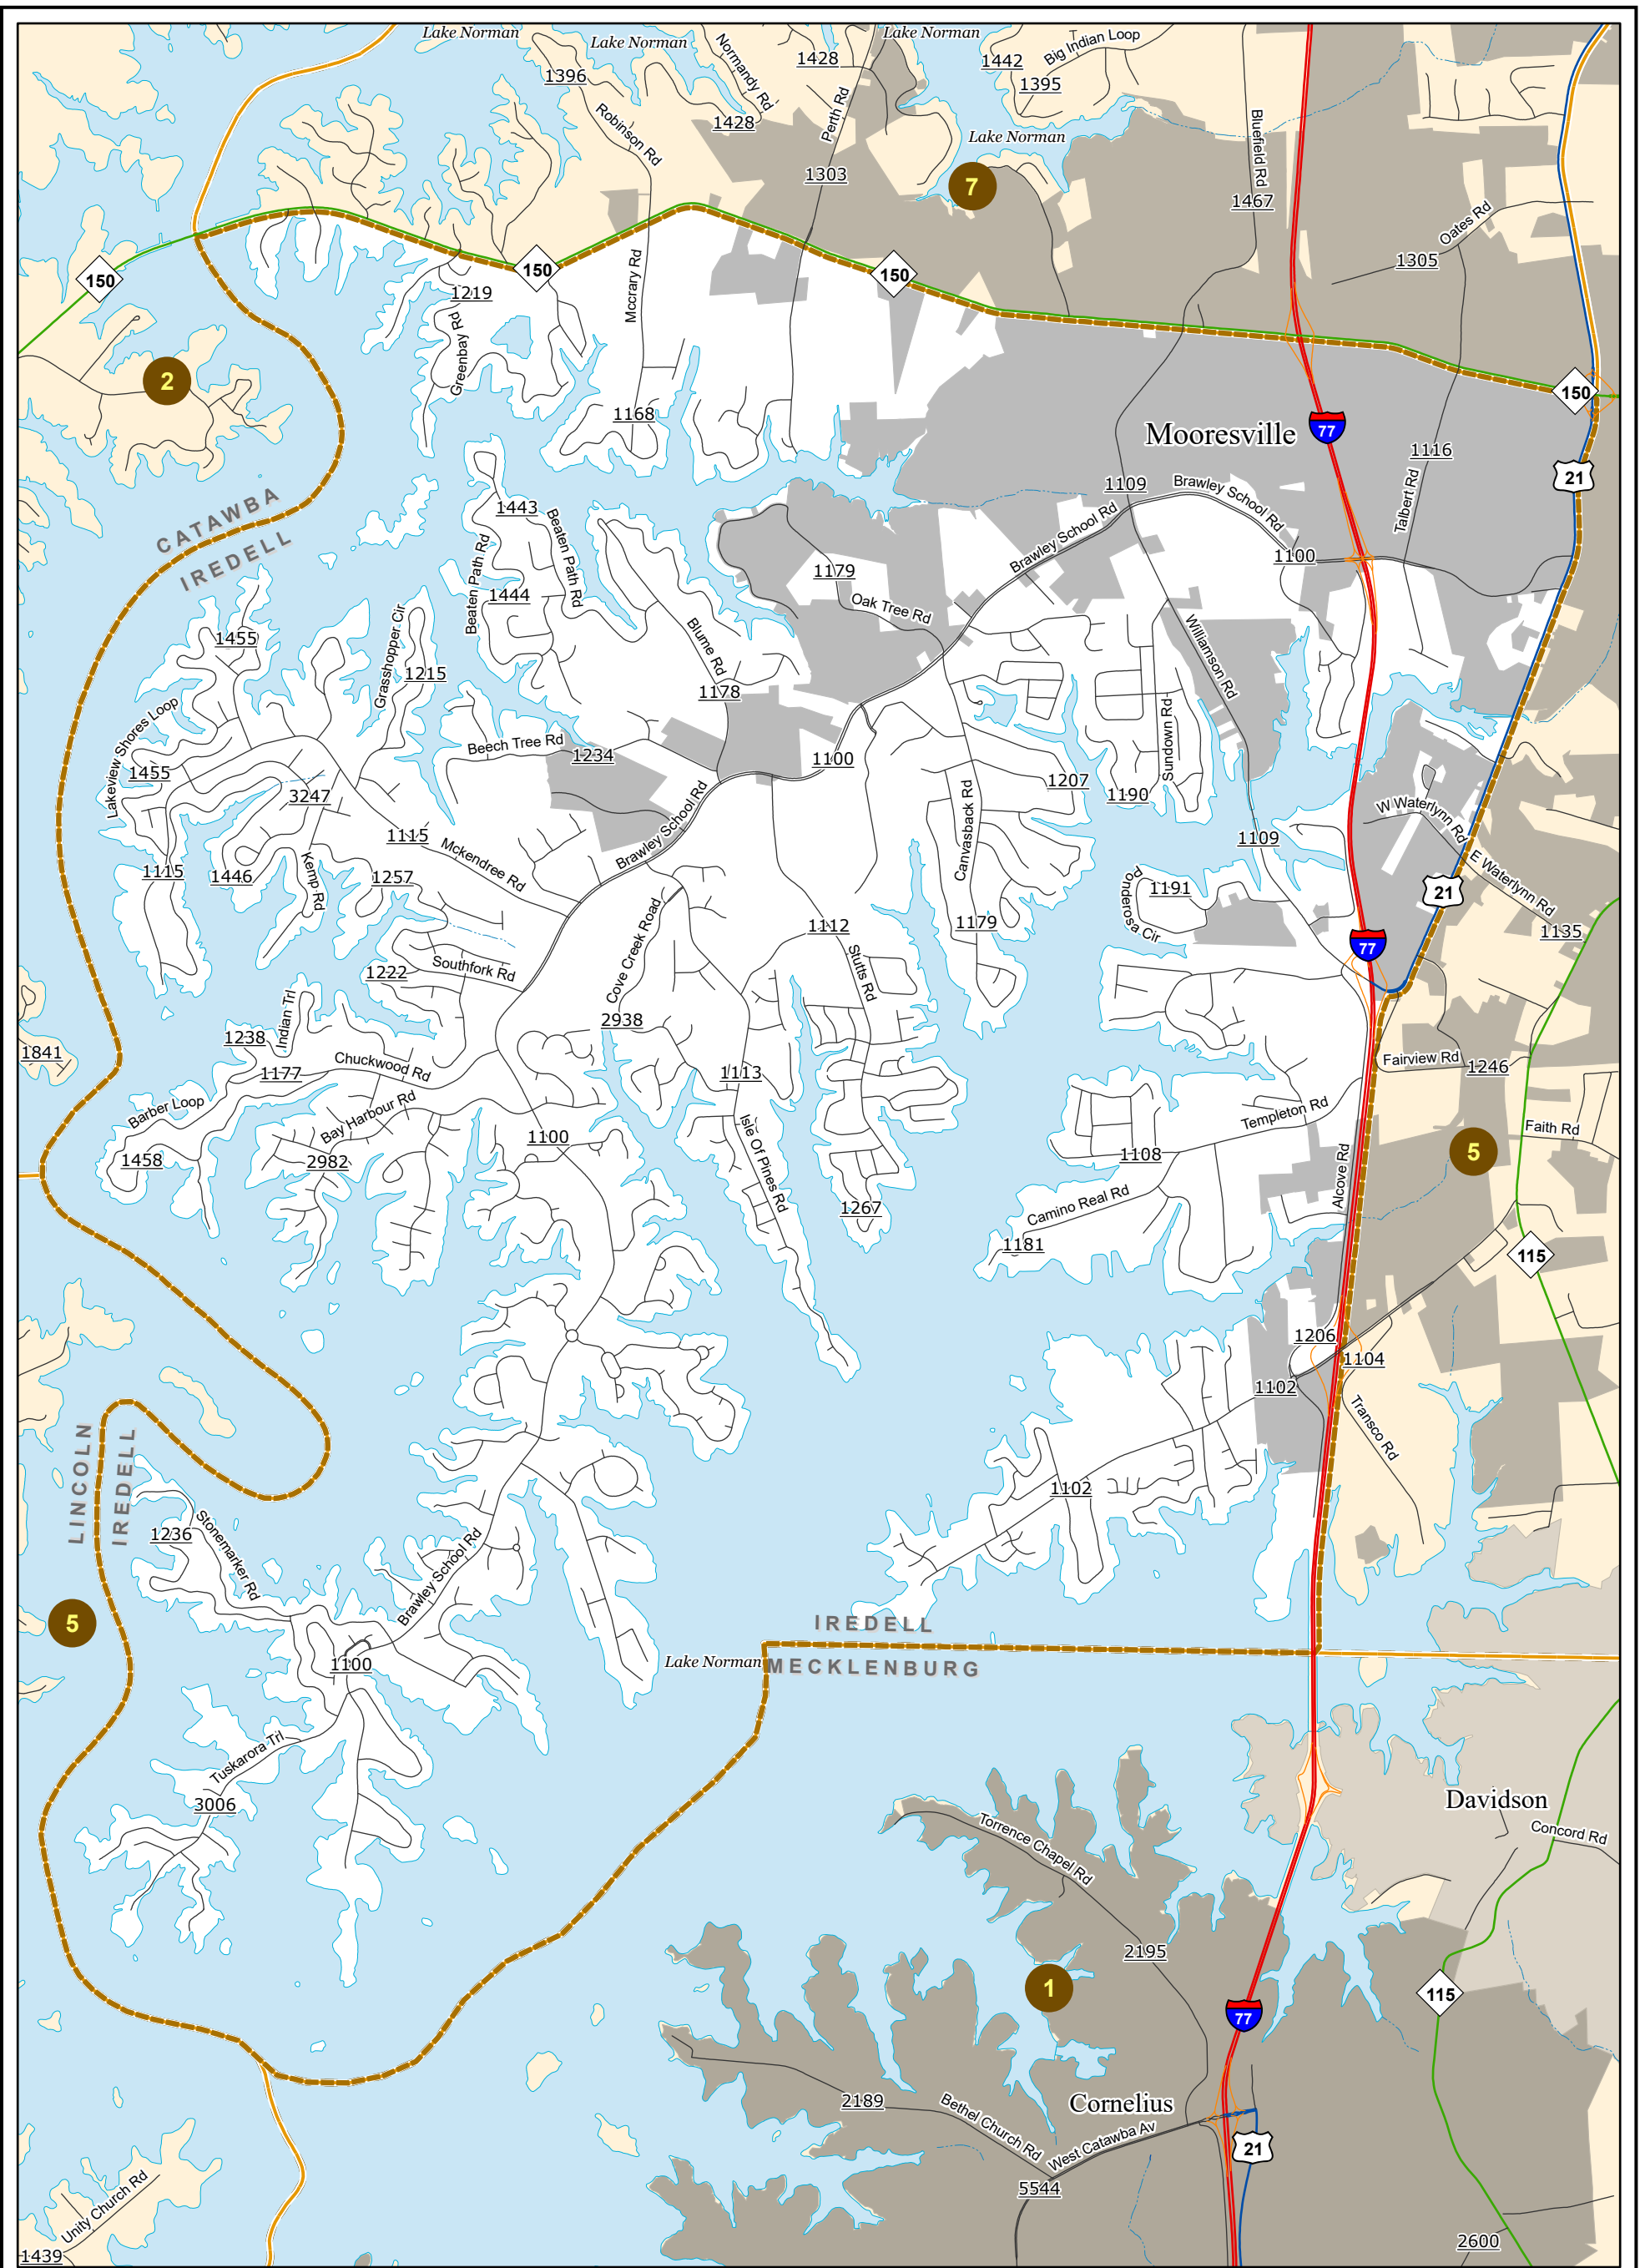 Lake Norman
Lake Norman
Lake Norman
1396
Normandy Rd
1428
1442
Big Indian Loop
1395
Robinson Rd
1428
Perth Rd
Lake Norman
Bluefield Rd
1303
7
1467
Oates Rd
1305
150
150
150
Mccrary Rd
1219
Greenbay Rd
2
150
1168
Mooresville
77
1116
21
Talbert Rd
1109
Brawley School Rd
CATAWBA
IREDELL
1443
Beaten Path Rd
Beaten Path Rd
Brawley School Rd
1100
1179
1444
Oak Tree Rd
1455
Grasshopper Cir
1215
Blume Rd
Williamson Rd
1178
Lakeview Shores Loop
Sundown Rd
Beech Tree Rd
1234
1100
1455
1207
1190
3247
Canvasback Rd
W Waterlynn Rd
Brawley School Rd
1115
Mckendree Rd
1109
1115
1446
Kemp Rd
1257
E Waterlynn Rd
1191
Ponderosa Cir
21
1179
1112
1135
Cove Creek Road
Stutts Rd
77
Southfork Rd
1222
2938
Indian Trl
1238
1841
Chuckwood Rd
1177
1113
Fairview Rd
1246
Barber Loop
Bay Harbour Rd
Templeton Rd
Faith Rd
1100
5
1458
2982
1108
Isle Of Pines Rd
Alcove Rd
Camino Real Rd
1267
1181
115
1206
1104
1102
Transco Rd
LINCOLN
IREDELL
1102
1236
Stonemarker Rd
Brawley School Rd
5
IREDELL
Lake Norman
MECKLENBURG
1100
Tuskarora Trl
3006
Davidson
Concord Rd
Torrence Chapel Rd
2195
1
115
77
2189
Cornelius
Bethel Church Rd
West Catawba Av
21
5544
Unity Church Rd
1439
2600